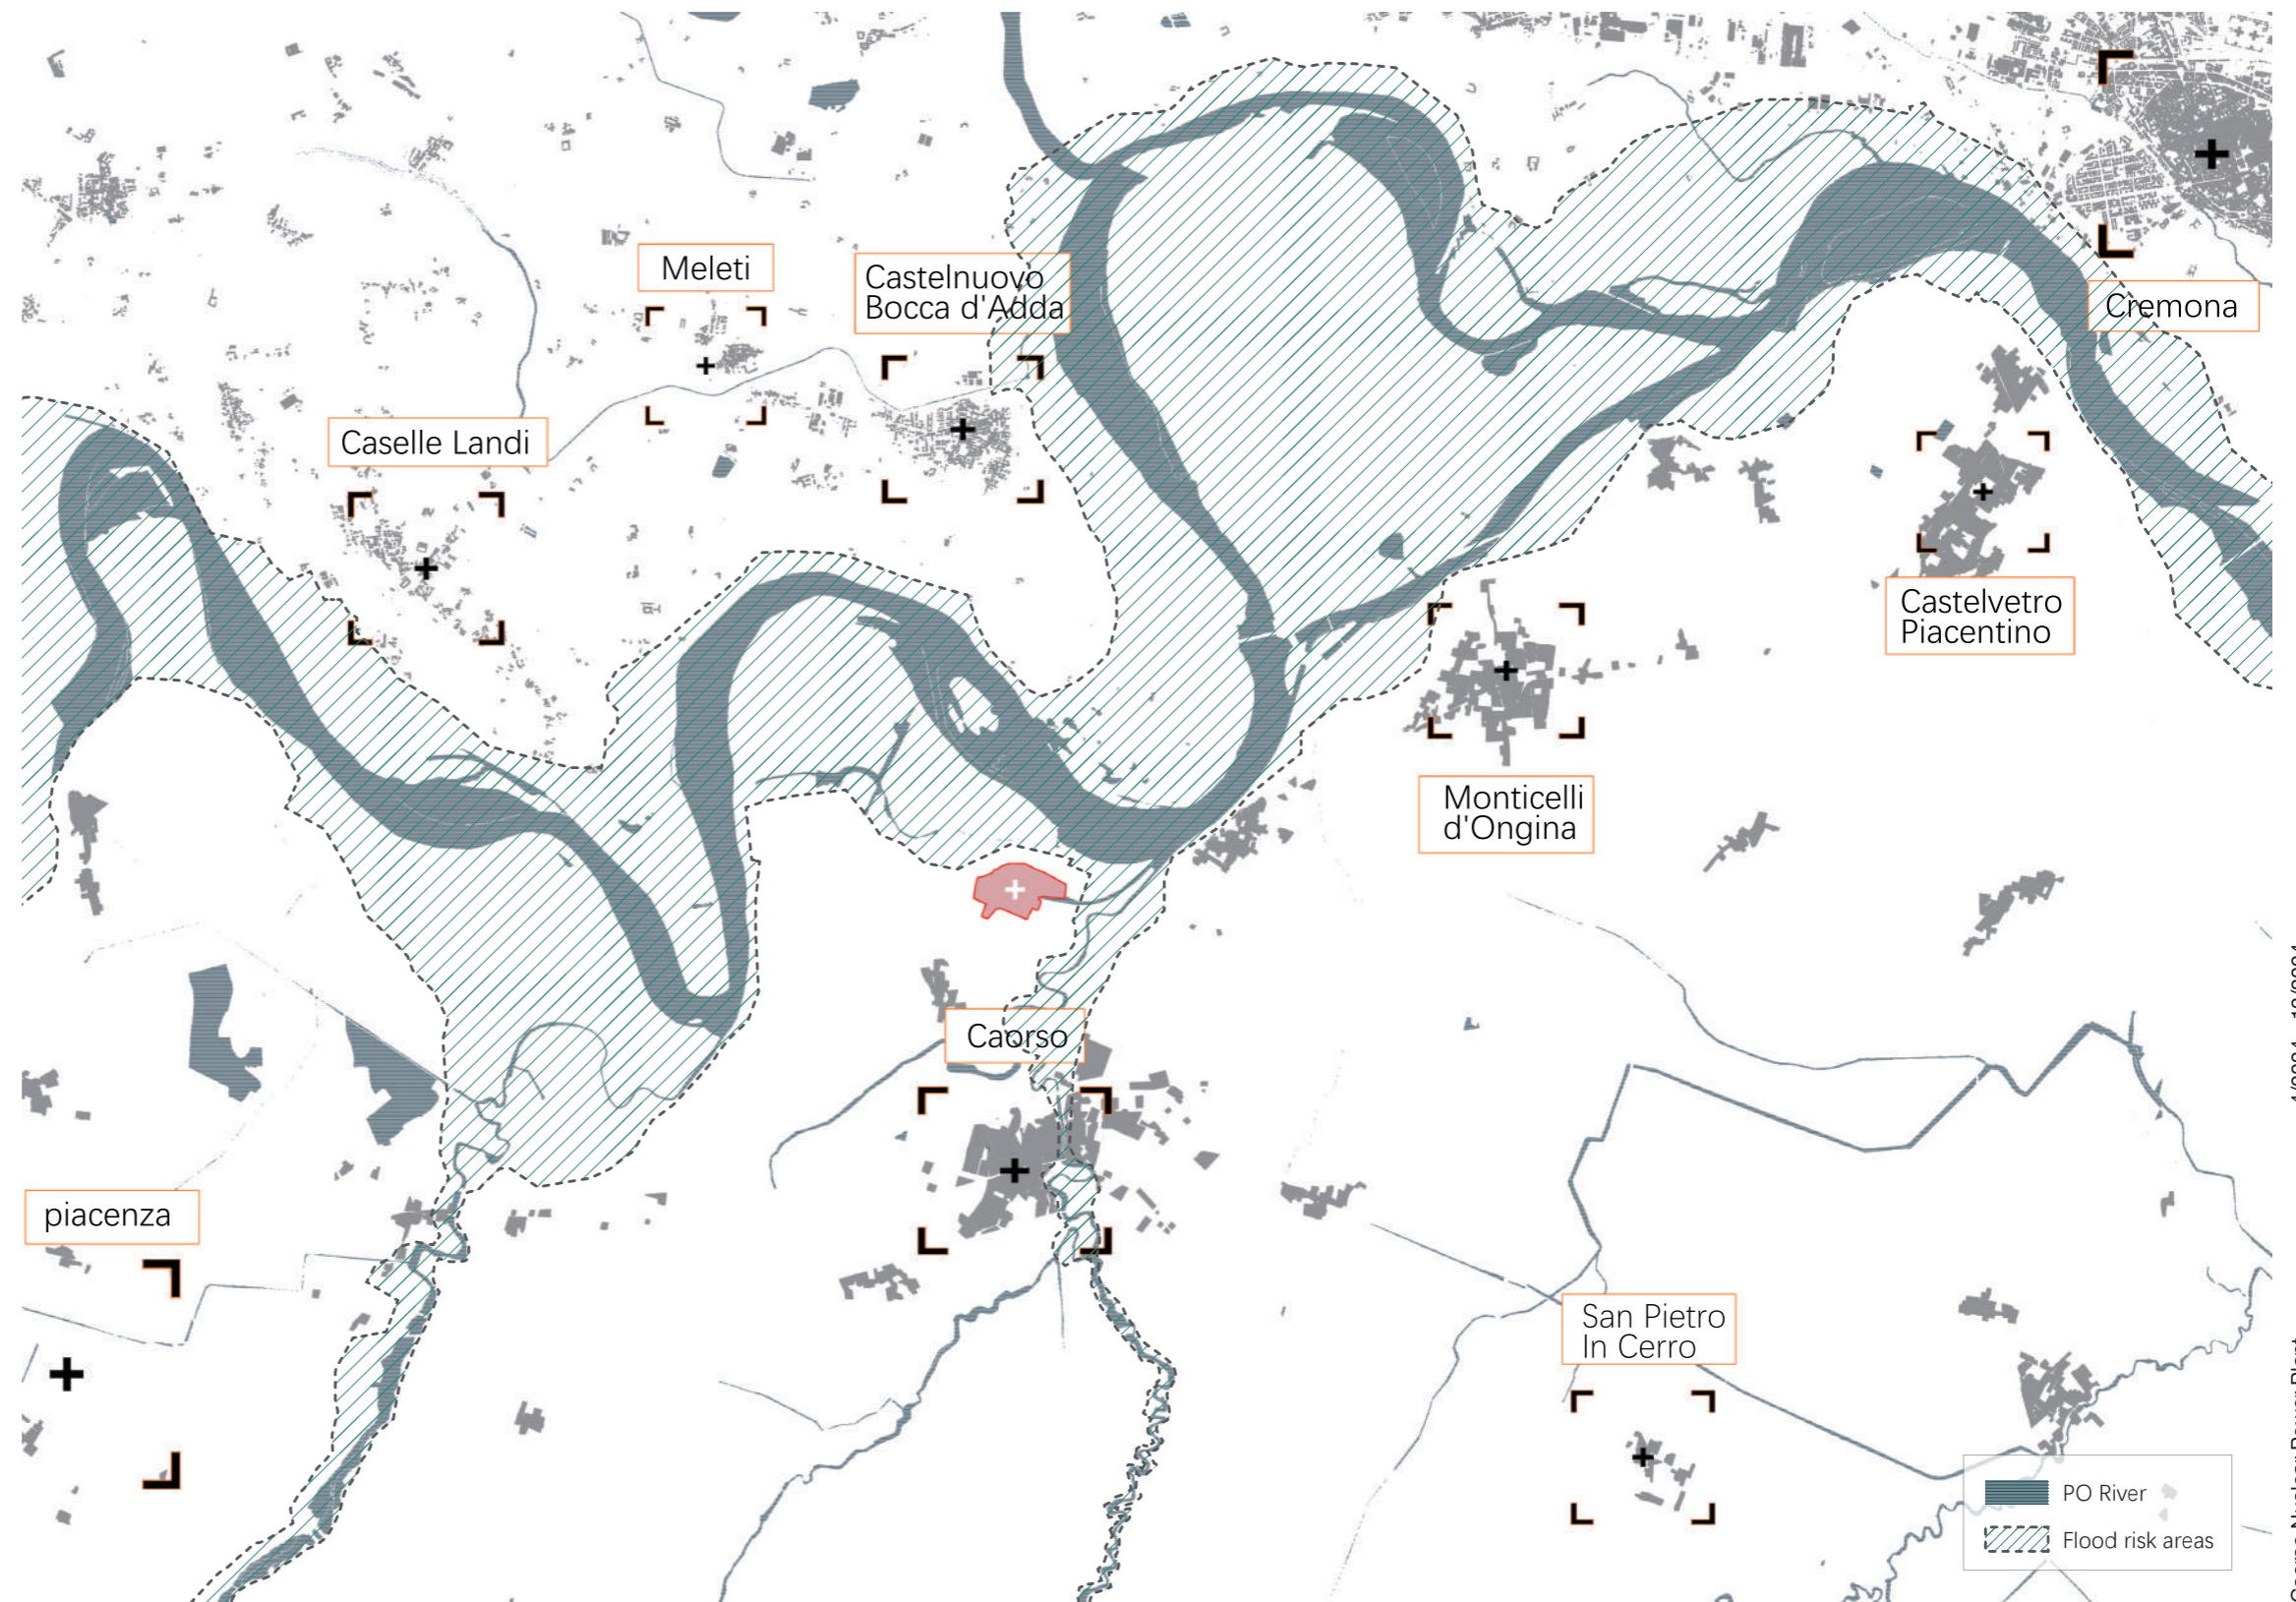 Meleti
Castelnuovo
Bocca d'Adda
Cremona
Caselle Landi
Castelvetro
Piacentino
Monticelli
d'Ongina
Caorso
piacenza
San Pietro
In Cerro
PO River
Flood risk areas